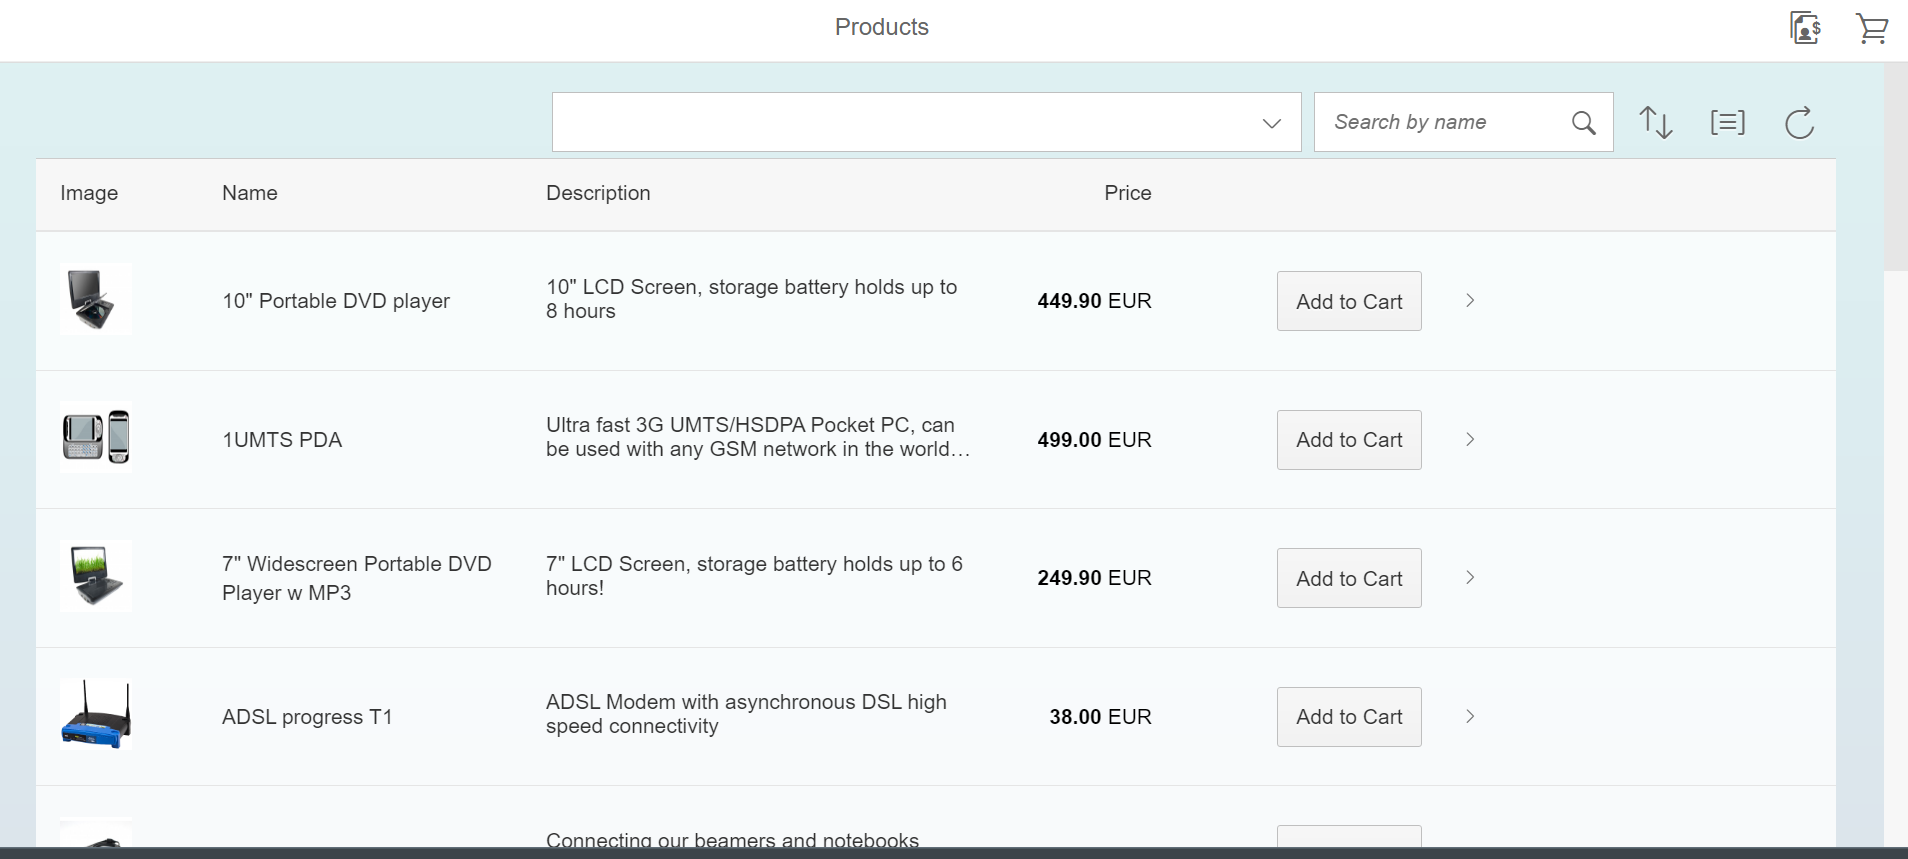 Products
Search by name
Image Name Description Price
10" Portable DVD player
10" LCD Screen, storage battery holds up to
8 hours
449.90 EUR
Add to Cart
1UMTS PDA
Ultra fast 3G UMTS/HSDPA Pocket PC, can
be used with any GSM network in the world…
499.00 EUR
Add to Cart
7" Widescreen Portable DVD
Player w MP3
7" LCD Screen, storage battery holds up to 6
hours!
249.90 EUR
Add to Cart
ADSL progress T1
ADSL Modem with asynchronous DSL high
speed connectivity
38.00 EUR
Add to Cart
Connecting our beamers and notebooks